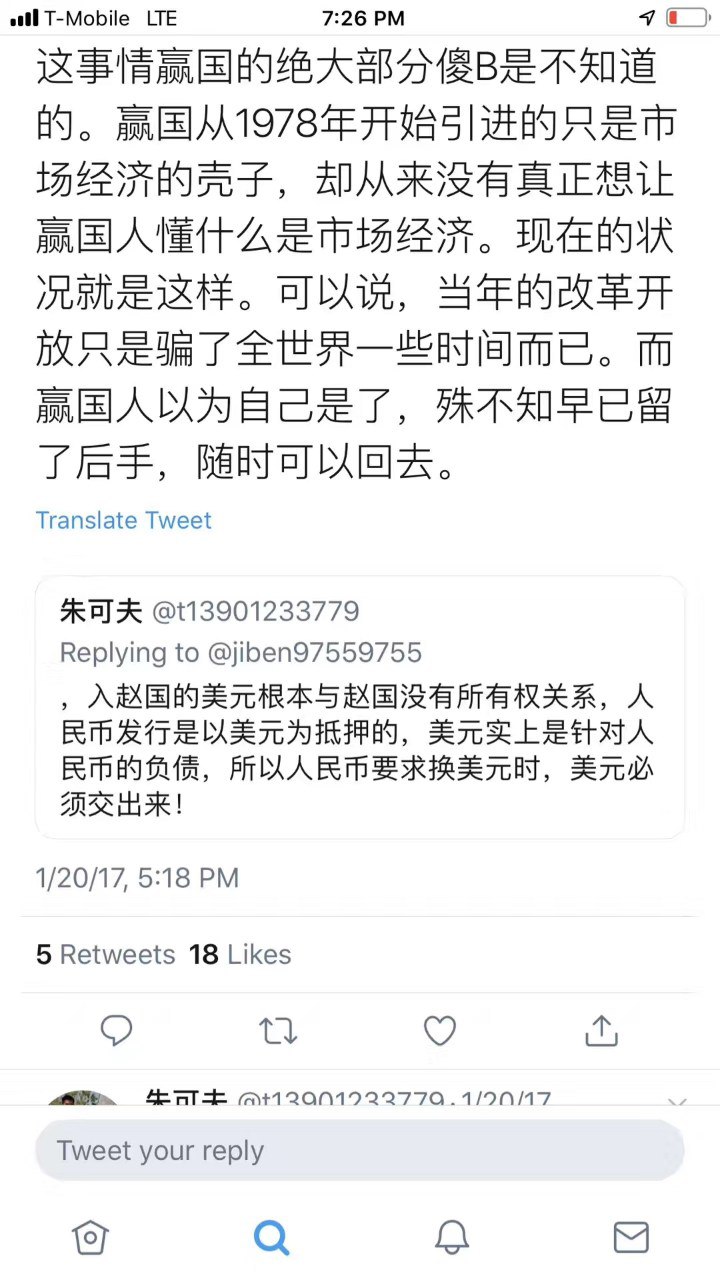 T-Mobile LTE 7:26 PM
这事情赢国的绝大部分傻B是不知道
的。赢国从1978年开始引进的只是市
场经济的壳子，却从来没有真正想让
赢国人懂什么是市场经济。现在的状
况就是这样。可以说，当年的改革开
放只是骗了全世界一些时间而已。而
赢国人以为自己是了，殊不知早已留
了后手，随时可以回去。
Translate Tweet
朱可夫 @t13901233779
Replying to @jiben97559755
，入赵国的美元根本与赵国没有所有权关系，人
民币发行是以美元为抵押的，美元实上是针对人
民币的负债，所以人民币要求换美元时，美元必
须交出来！
1/20/17, 5:18 PM
5 Retweets 18 Likes
朱可夫 @t13901233779 · 1/20/17
Tweet your reply